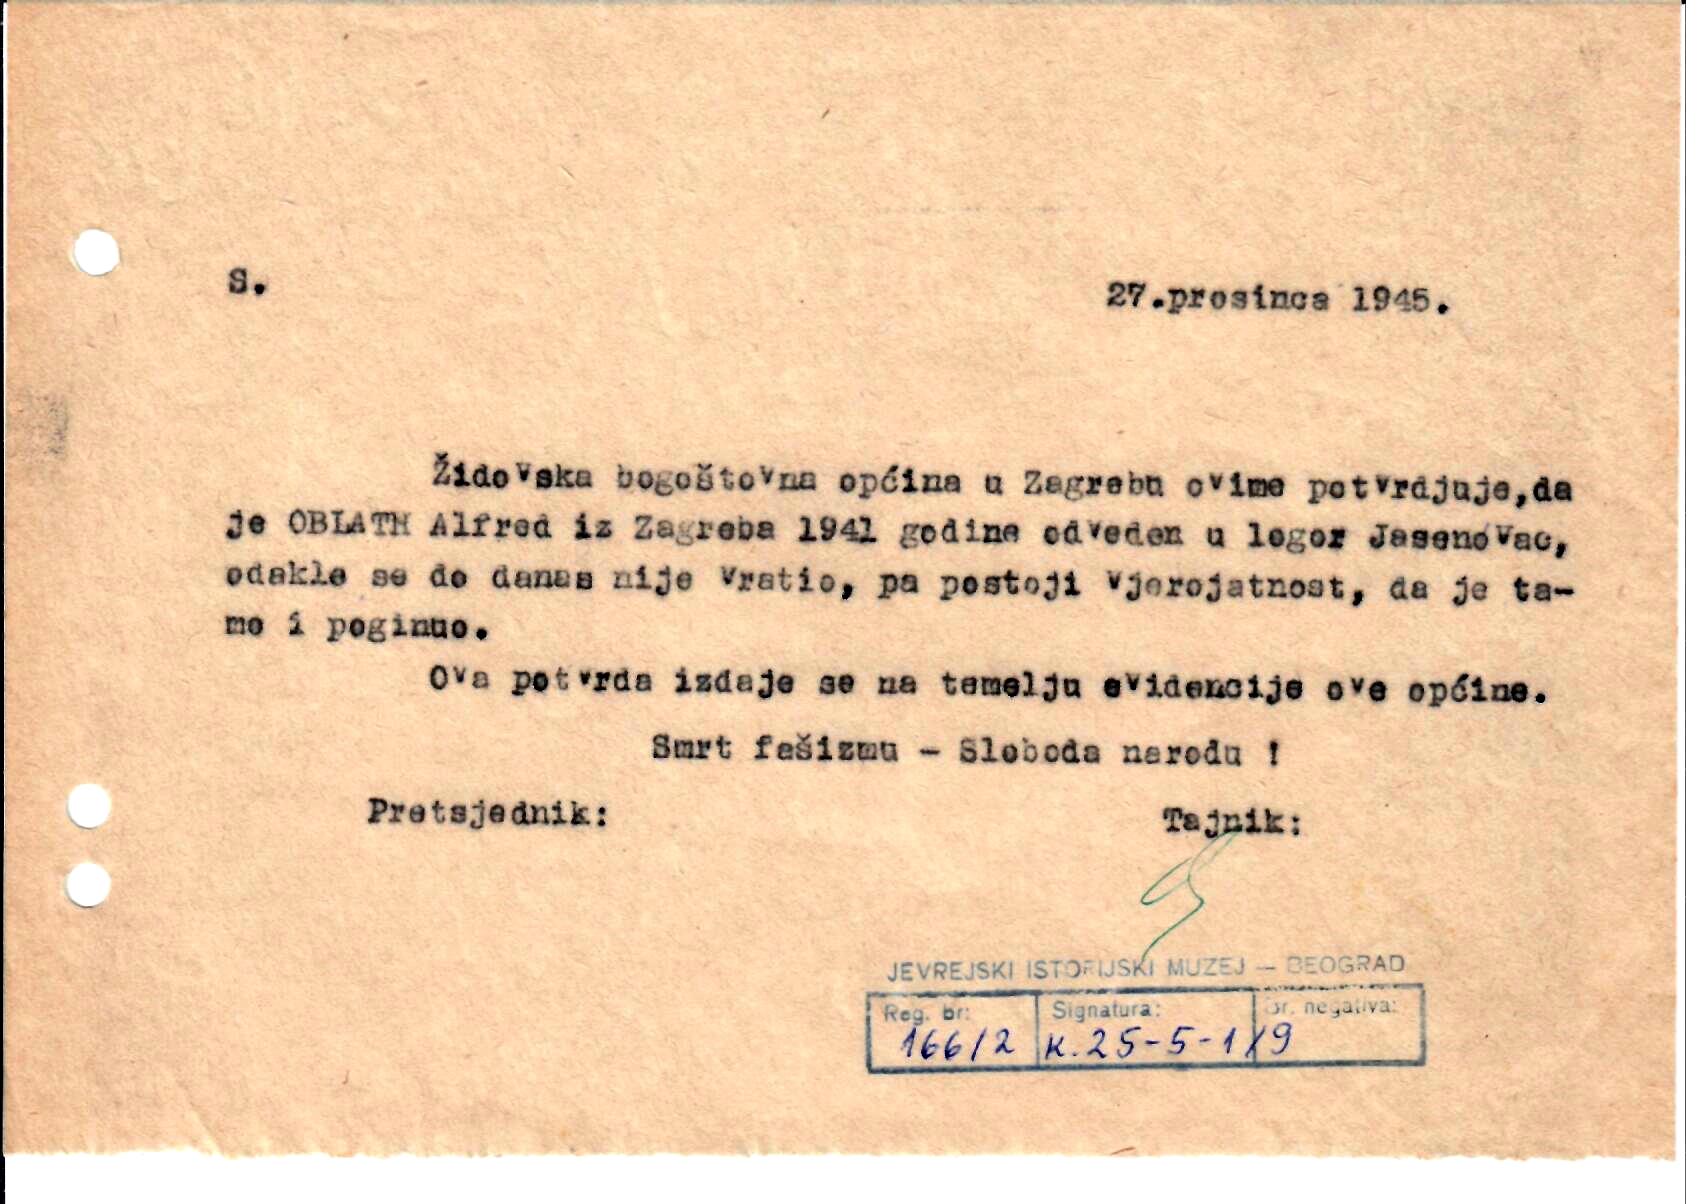 S.
27.prosinca 1945.
Židovska bogoštovna općina u Zagrebu ovime potvrdjuje,da
je OBLATH Alfred iz Zagreba 1941 godine odveden u logor Jasenovac,
odakle se do danas nije vratio, pa postoji vjerojatnost, da je ta-
mo i poginuo.
Ova potvrda izdaje se na temelju evidencije ove općine.
Smrt fašizmu - Sloboda narodu !
Pretsjednik:
Tajnik:
JEVREJSKI ISTORIJSKI MUZEJ — BEOGRAD
Reg. br: Signatura: Br. negativa:
166/2 K. 25-5-1/9